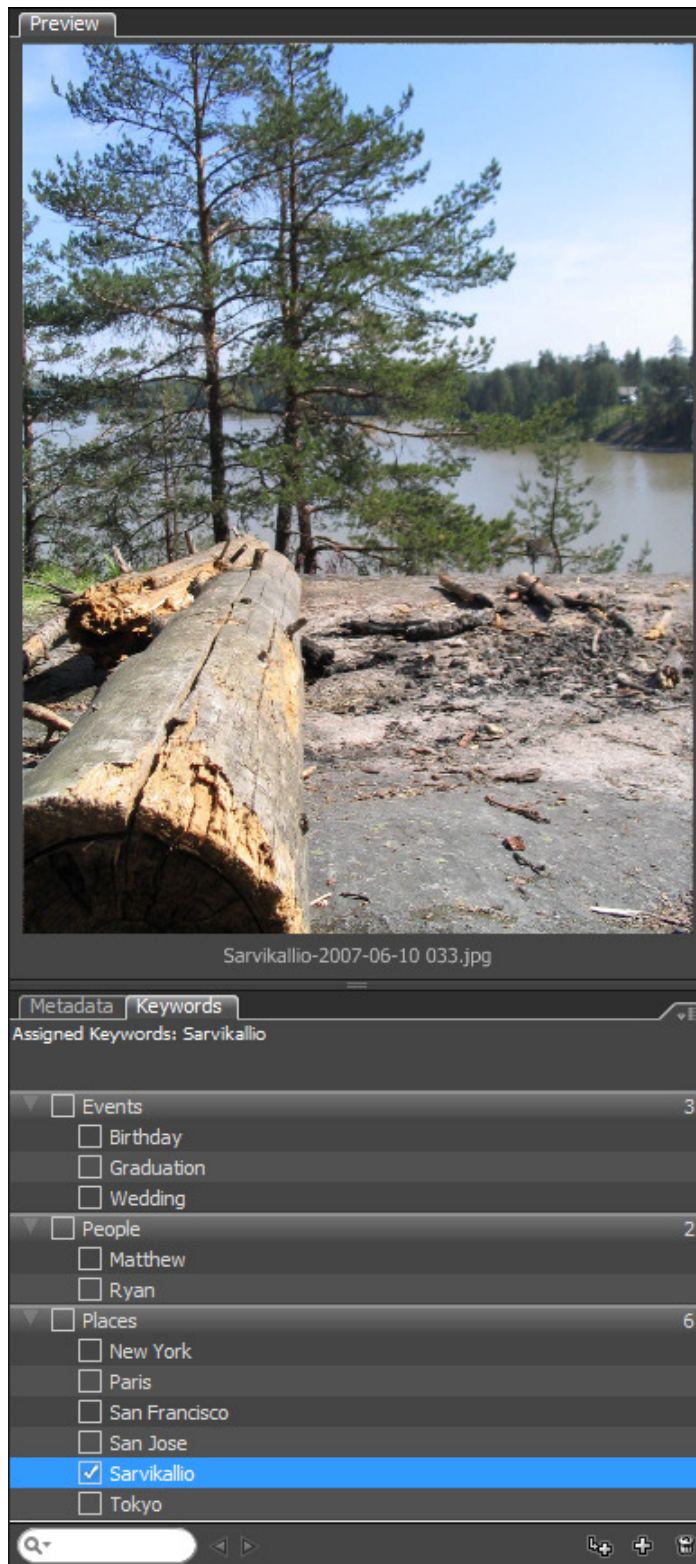 Preview
Sarvikallio-2007-06-10 033.jpg
Metadata Keywords
Assigned Keywords: Sarvikallio
Events 3
Birthday
Graduation
Wedding
People 2
Matthew
Ryan
Places 6
New York
Paris
San Francisco
San Jose
Sarvikallio
Tokyo